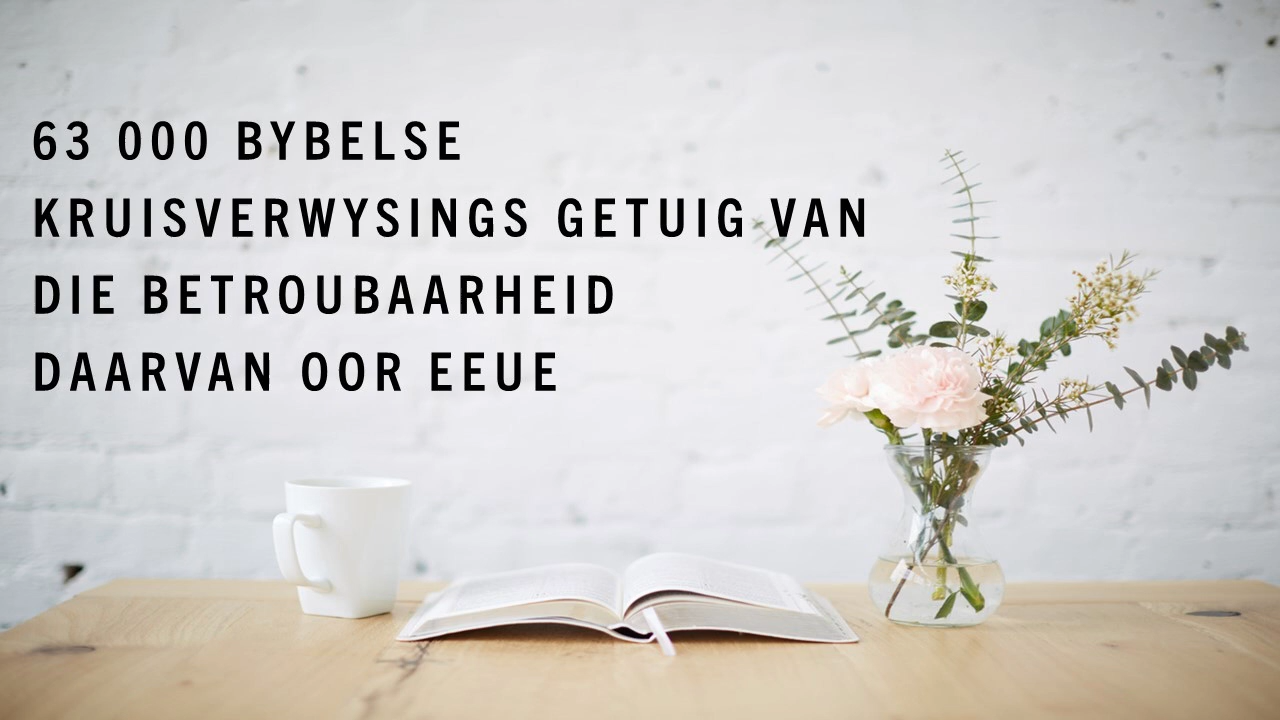 63 000 BYBELSE
KRUISVERWYSINGS GETUIG VAN
DIE BETROUBAARHEID
DAARVAN OOR EEUE